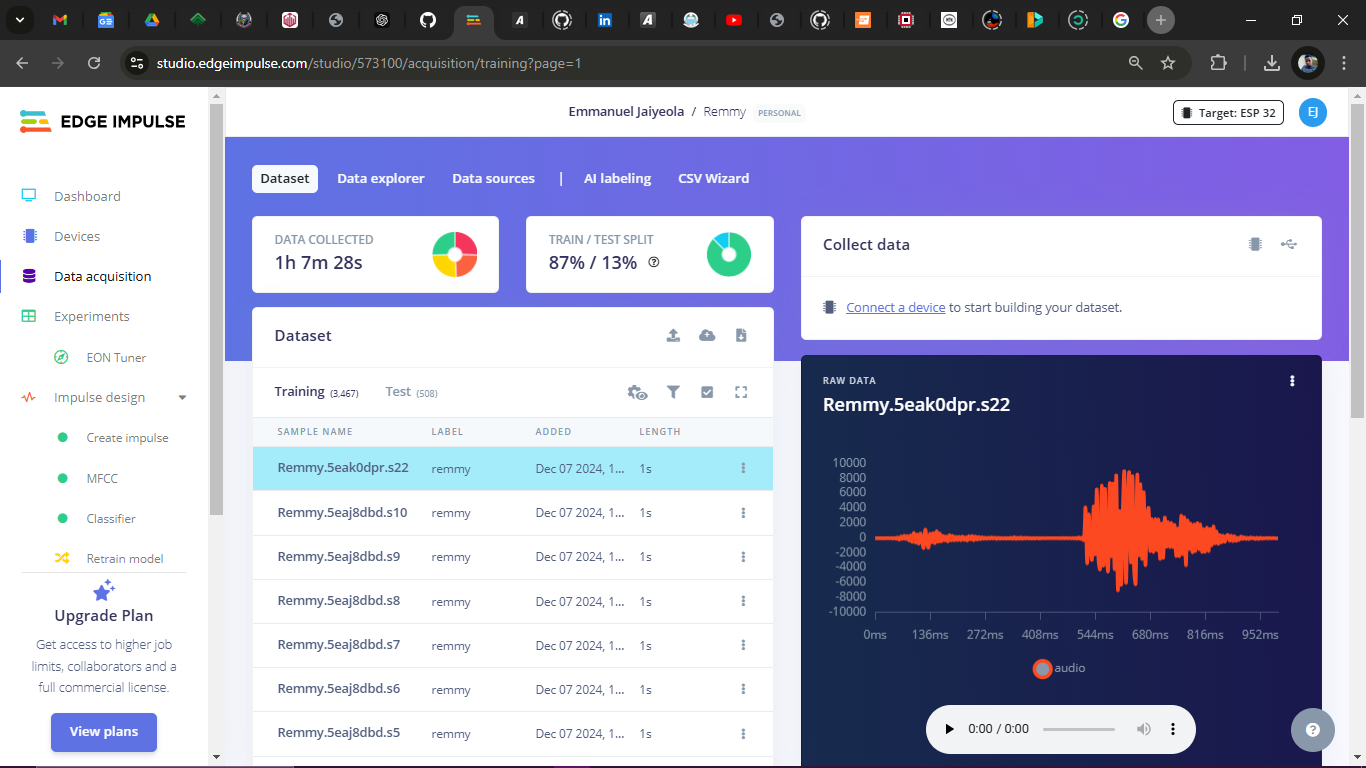 studio.edgeimpulse.com/studio/573100/acquisition/training?page=1
EDGE IMPULSE
Emmanuel Jaiyeola / Remmy PERSONAL
Target: ESP 32
EJ
Dashboard
Devices
Data acquisition
Experiments
EON Tuner
Impulse design
Create impulse
MFCC
Classifier
Retrain model
Upgrade Plan
Get access to higher job
limits, collaborators and a
full commercial license.
View plans
Dataset Data explorer Data sources | AI labeling CSV Wizard
DATA COLLECTED
1h 7m 28s
TRAIN / TEST SPLIT
87% / 13%
Dataset
Training (3,467) Test (508)
SAMPLE NAME LABEL ADDED LENGTH
Remmy.5eak0dpr.s22 remmy Dec 07 2024, 1... 1s
Remmy.5eaj8dbd.s10 remmy Dec 07 2024, 1... 1s
Remmy.5eaj8dbd.s9 remmy Dec 07 2024, 1... 1s
Remmy.5eaj8dbd.s8 remmy Dec 07 2024, 1... 1s
Remmy.5eaj8dbd.s7 remmy Dec 07 2024, 1... 1s
Remmy.5eaj8dbd.s6 remmy Dec 07 2024, 1... 1s
Remmy.5eaj8dbd.s5 remmy Dec 07 2024, 1... 1s
Collect data
Connect a device to start building your dataset.
RAW DATA
Remmy.5eak0dpr.s22
10000
8000
6000
4000
2000
0
-2000
-4000
-6000
-8000
-10000
0ms 136ms 272ms 408ms 544ms 680ms 816ms 952ms
audio
0:00 / 0:00